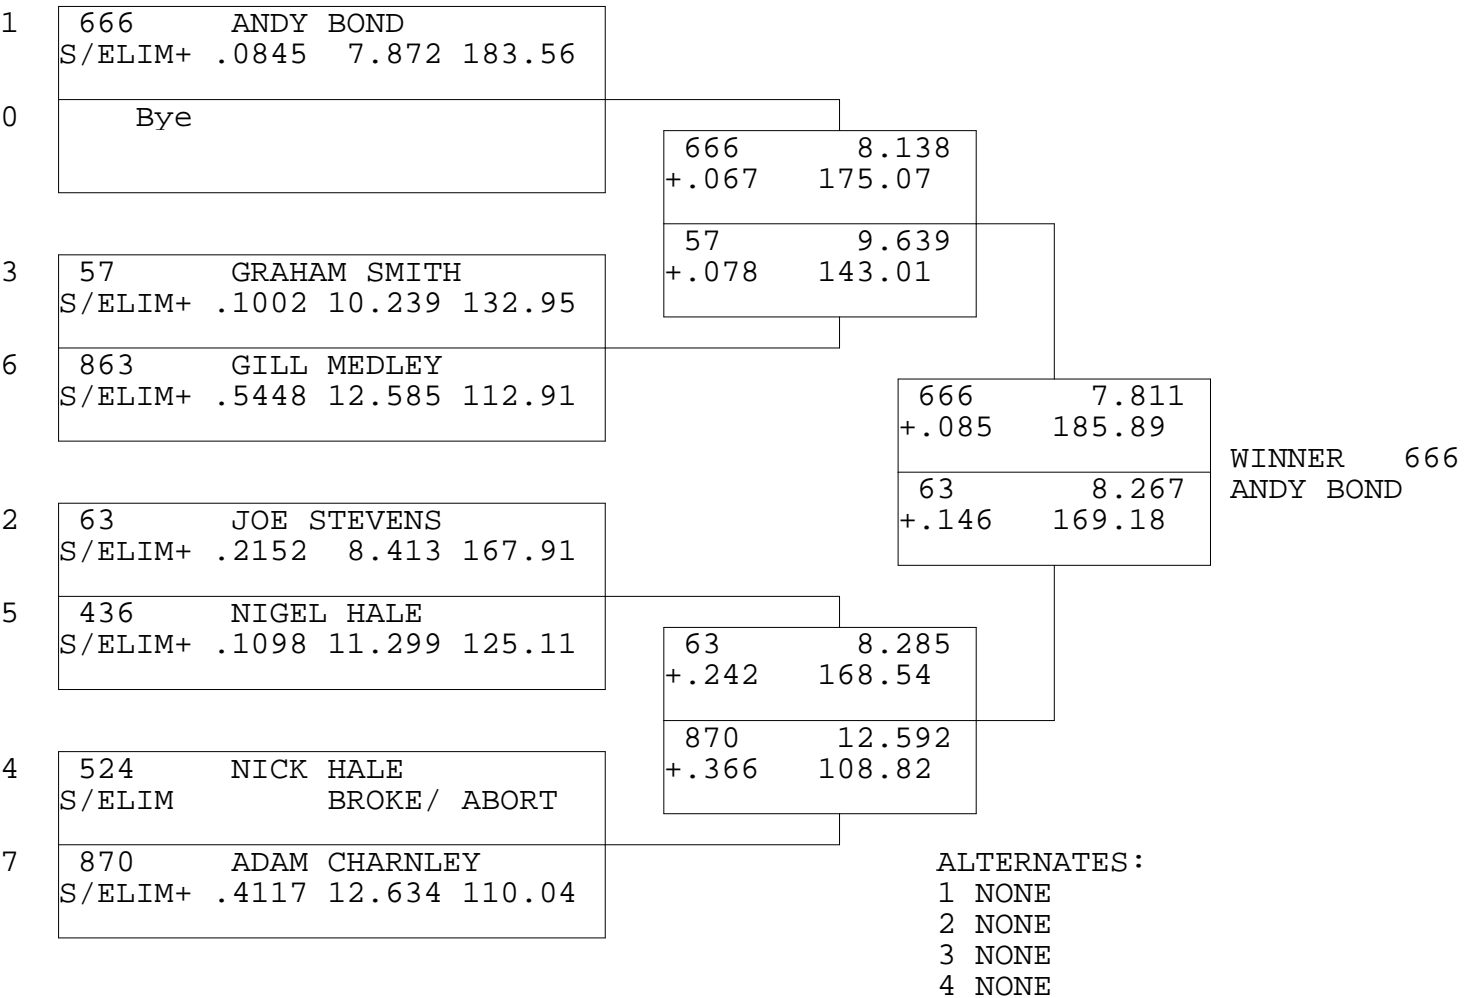 1 666 ANDY BOND
S/ELIM+ .0845 7.872 183.56
0 Bye
666 8.138
+.067 175.07
57 9.639
+.078 143.01
3 57 GRAHAM SMITH
S/ELIM+ .1002 10.239 132.95
6 863 GILL MEDLEY
S/ELIM+ .5448 12.585 112.91
666 7.811
+.085 185.89
WINNER 666
ANDY BOND
63 8.267
+.146 169.18
2 63 JOE STEVENS
S/ELIM+ .2152 8.413 167.91
5 436 NIGEL HALE
S/ELIM+ .1098 11.299 125.11
63 8.285
+.242 168.54
870 12.592
+.366 108.82
4 524 NICK HALE
S/ELIM BROKE/ ABORT
7 870 ADAM CHARNLEY
S/ELIM+ .4117 12.634 110.04
ALTERNATES:
1 NONE
2 NONE
3 NONE
4 NONE